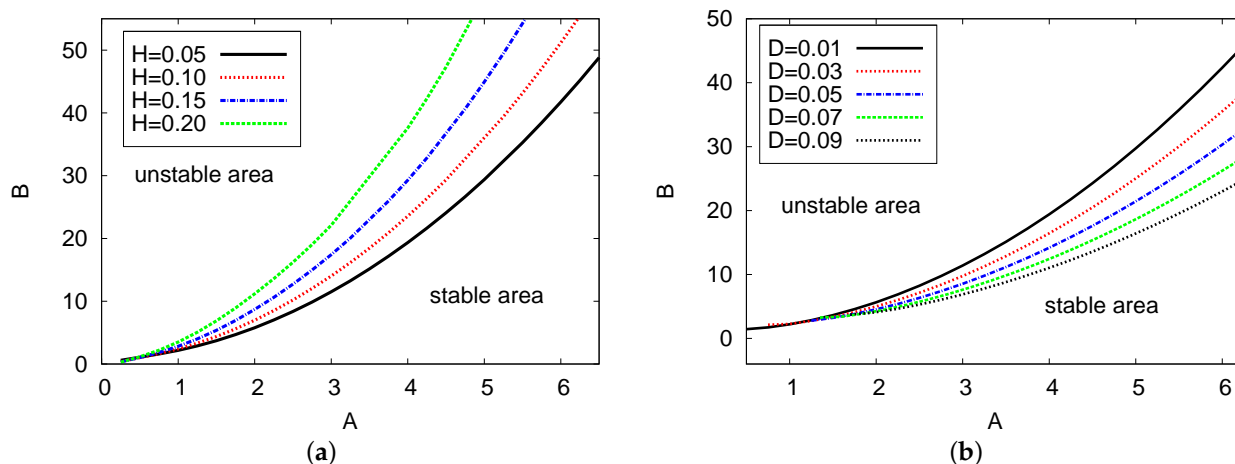 50
40
30
20
10
0
B
H=0.05
H=0.10
H=0.15
H=0.20
unstable area
stable area
0 1 2 3 4 5 6
A
(a)
50
40
30
20
10
0
B
D=0.01
D=0.03
D=0.05
D=0.07
D=0.09
unstable area
stable area
1 2 3 4 5 6
A
(b)